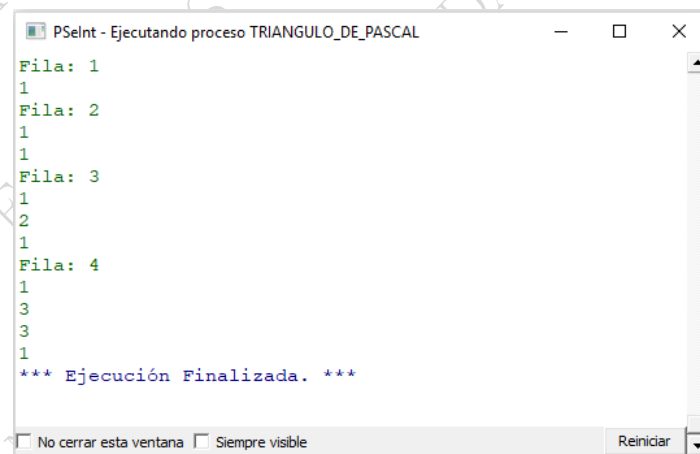 PSeInt - Ejecutando proceso TRIANGULO_DE_PASCAL
Fila: 1
1
Fila: 2
1
1
Fila: 3
1
2
1
Fila: 4
1
3
3
1
*** Ejecución Finalizada. ***
No cerrar esta ventana Siempre visible Reiniciar